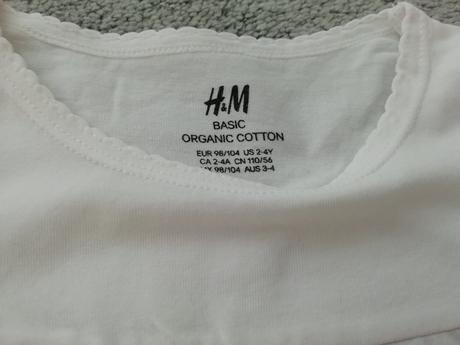 H&M
BASIC
ORGANIC COTTON
EUR 98/104 US 2-4Y
CA 2-4A CN 110/56
98/104 AUS 3-4